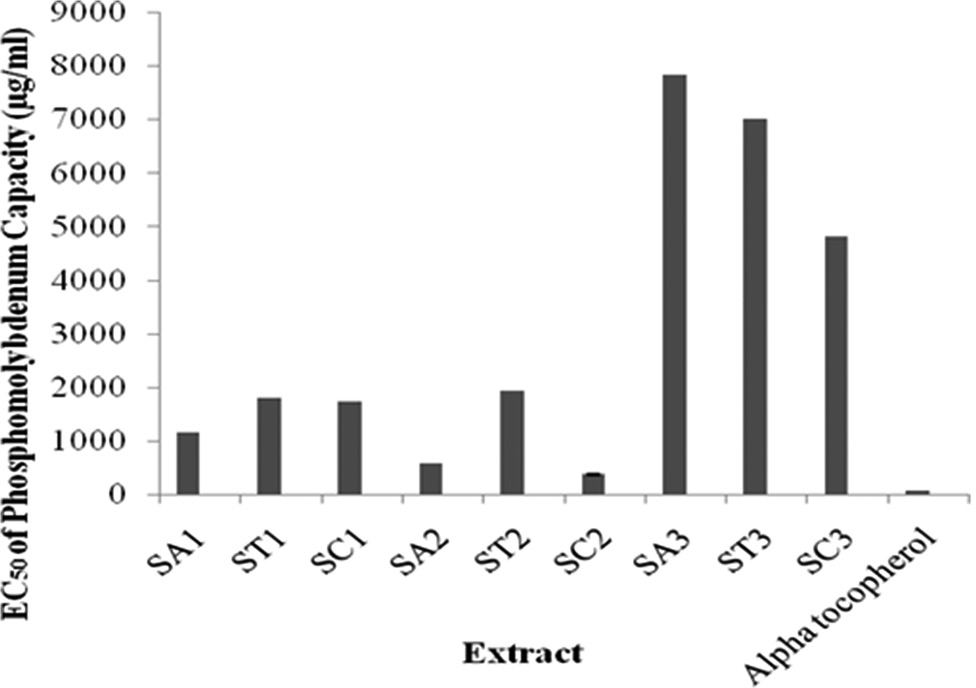 EC50 of Phosphomolybdenum Capacity (µg/ml)
9000
8000
7000
6000
5000
4000
3000
2000
1000
0
SA1
ST1
SC1
SA2
ST2
SC2
SA3
ST3
SC3
Alpha tocopherol
Extract